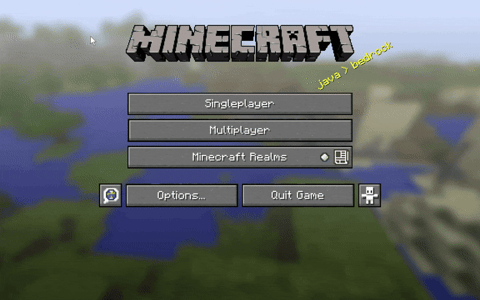 MINECRAFT
java > bedrock
Singleplayer
Multiplayer
Minecraft Realms
Options...
Quit Game